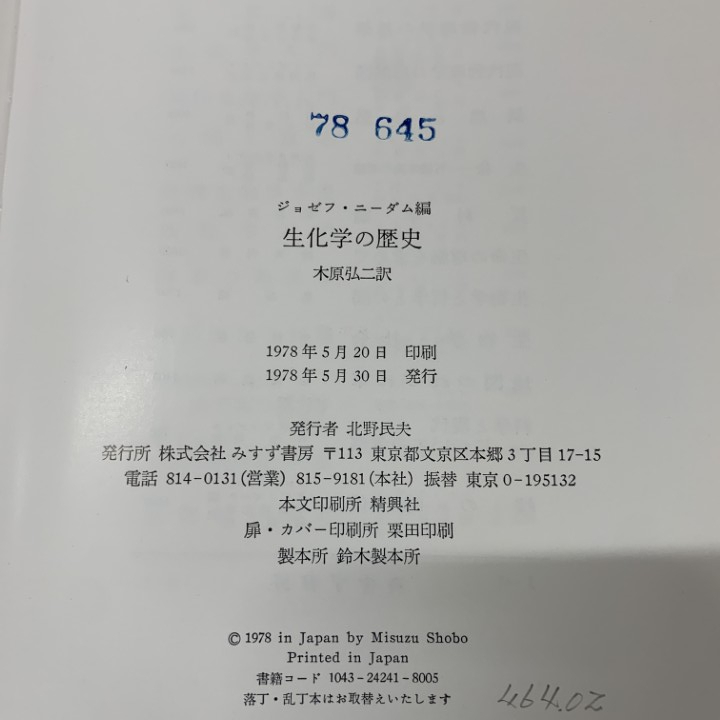 78 645
ジョゼフ・ニーダム編
生化学の歴史
木原弘二訳
1978年5月20日 印刷
1978年5月30日 発行
発行者 北野民夫
発行所 株式会社 みすず書房 〒113 東京都文京区本郷3丁目17-15
電話 814-0131(営業) 815-9181(本社) 振替 東京0-195132
本文印刷所 精興社
扉・カバー印刷所 栗田印刷
製本所 鈴木製本所
© 1978 in Japan by Misuzu Shobo
Printed in Japan
書籍コード 1043-24241-8005
落丁・乱丁本はお取替えいたします
464.02